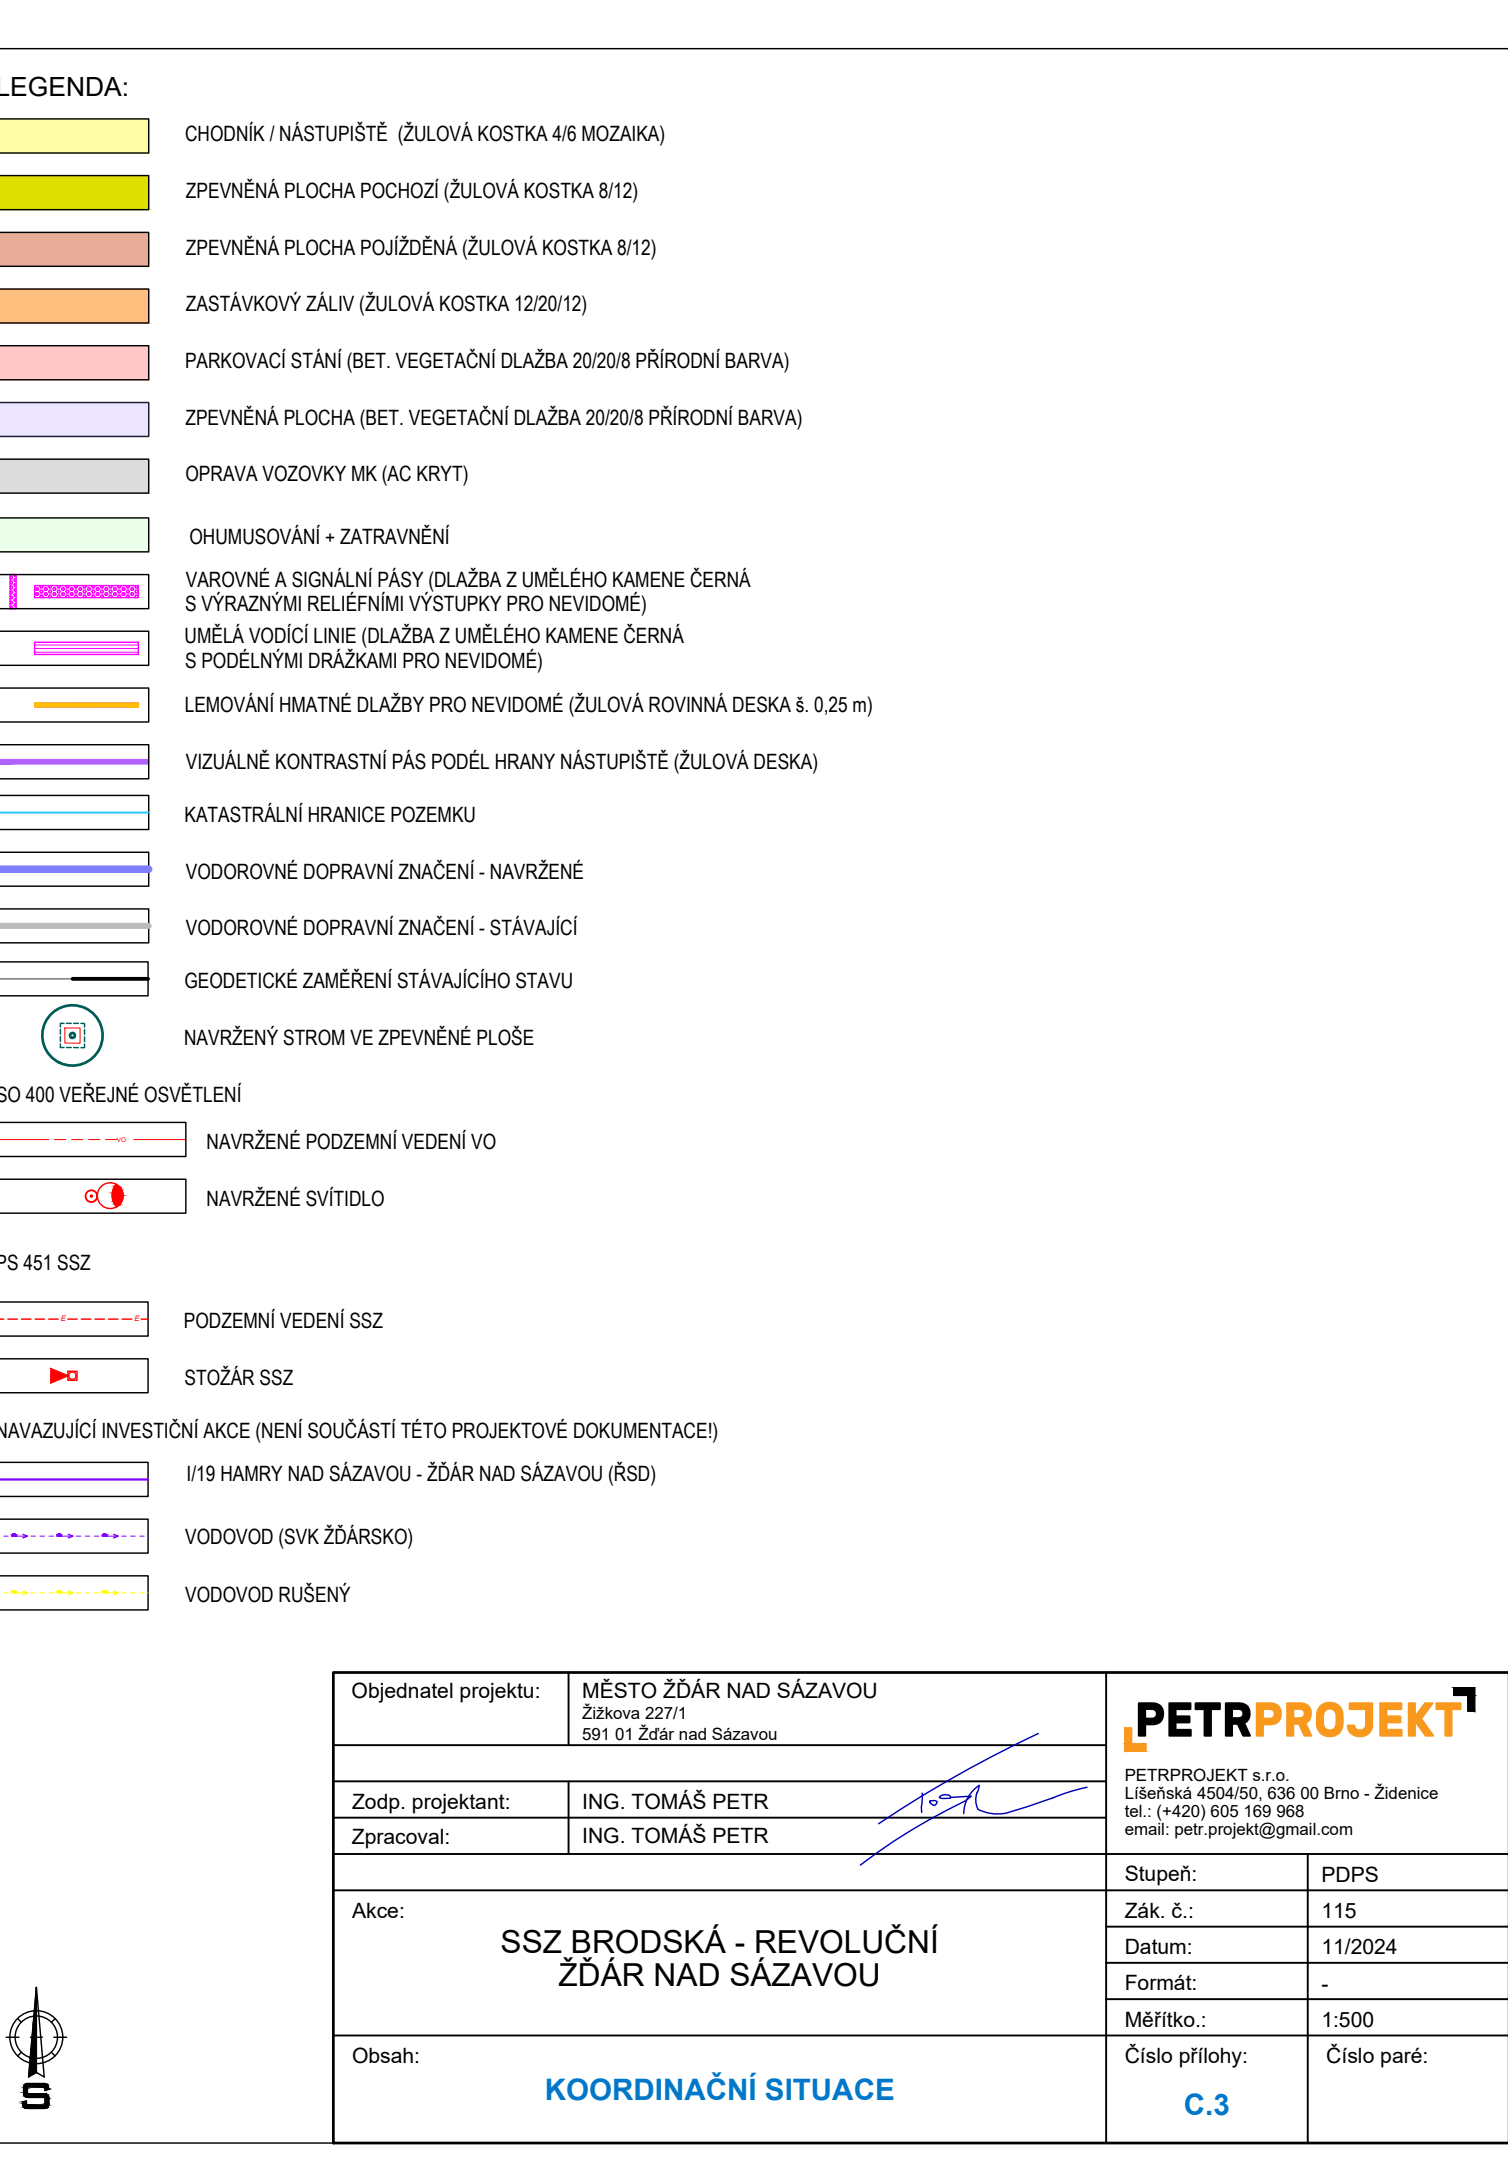 LEGENDA:
CHODNÍK / NÁSTUPIŠTĚ (ŽULOVÁ KOSTKA 4/6 MOZAIKA)
ZPEVNĚNÁ PLOCHA POCHOZÍ (ŽULOVÁ KOSTKA 8/12)
ZPEVNĚNÁ PLOCHA POJÍŽDĚNÁ (ŽULOVÁ KOSTKA 8/12)
ZASTÁVKOVÝ ZÁLIV (ŽULOVÁ KOSTKA 12/20/12)
PARKOVACÍ STÁNÍ (BET. VEGETAČNÍ DLAŽBA 20/20/8 PŘÍRODNÍ BARVA)
ZPEVNĚNÁ PLOCHA (BET. VEGETAČNÍ DLAŽBA 20/20/8 PŘÍRODNÍ BARVA)
OPRAVA VOZOVKY MK (AC KRYT)
OHUMUSOVÁNÍ + ZATRAVNĚNÍ
VAROVNÉ A SIGNÁLNÍ PÁSY (DLAŽBA Z UMĚLÉHO KAMENE ČERNÁ
S VÝRAZNÝMI RELIÉFNÍMI VÝSTUPKY PRO NEVIDOMÉ)
UMĚLÁ VODÍCÍ LINIE (DLAŽBA Z UMĚLÉHO KAMENE ČERNÁ
S PODÉLNÝMI DRÁŽKAMI PRO NEVIDOMÉ)
LEMOVÁNÍ HMATNÉ DLAŽBY PRO NEVIDOMÉ (ŽULOVÁ ROVINNÁ DESKA š. 0,25 m)
VIZUÁLNĚ KONTRASTNÍ PÁS PODÉL HRANY NÁSTUPIŠTĚ (ŽULOVÁ DESKA)
KATASTRÁLNÍ HRANICE POZEMKU
VODOROVNÉ DOPRAVNÍ ZNAČENÍ - NAVRŽENÉ
VODOROVNÉ DOPRAVNÍ ZNAČENÍ - STÁVAJÍCÍ
GEODETICKÉ ZAMĚŘENÍ STÁVAJÍCÍHO STAVU
NAVRŽENÝ STROM VE ZPEVNĚNÉ PLOŠE
SO 400 VEŘEJNÉ OSVĚTLENÍ
VO NAVRŽENÉ PODZEMNÍ VEDENÍ VO
NAVRŽENÉ SVÍTIDLO
PS 451 SSZ
E E PODZEMNÍ VEDENÍ SSZ
STOŽÁR SSZ
NAVAZUJÍCÍ INVESTIČNÍ AKCE (NENÍ SOUČÁSTÍ TÉTO PROJEKTOVÉ DOKUMENTACE!)
I/19 HAMRY NAD SÁZAVOU - ŽĎÁR NAD SÁZAVOU (ŘSD)
VODOVOD (SVK ŽĎÁRSKO)
VODOVOD RUŠENÝ
Objednatel projektu: MĚSTO ŽĎÁR NAD SÁZAVOU
Žižkova 227/1
591 01 Žďár nad Sázavou
Zodp. projektant: ING. TOMÁŠ PETR
Zpracoval: ING. TOMÁŠ PETR
PETRPROJEKT
PETRPROJEKT s.r.o.
Líšeňská 4504/50, 636 00 Brno - Židenice
tel.: (+420) 605 169 968
email: petr.projekt@gmail.com
Stupeň: PDPS
Zák. č.: 115
Datum: 11/2024
Formát: -
Měřítko.: 1:500
Akce:
SSZ BRODSKÁ - REVOLUČNÍ
ŽĎÁR NAD SÁZAVOU
Obsah:
KOORDINAČNÍ SITUACE
Číslo přílohy:
C.3
Číslo paré:
S